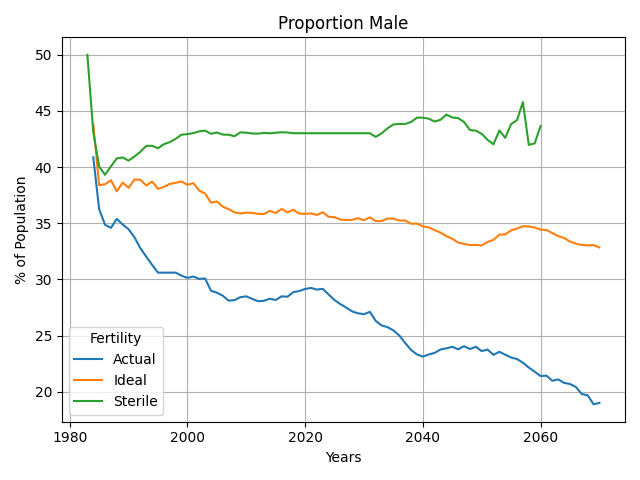 Proportion Male
% of Population
50
45
40
35
30
25
20
Fertility
Actual
Ideal
Sterile
1980
2000
2020
2040
2060
Years